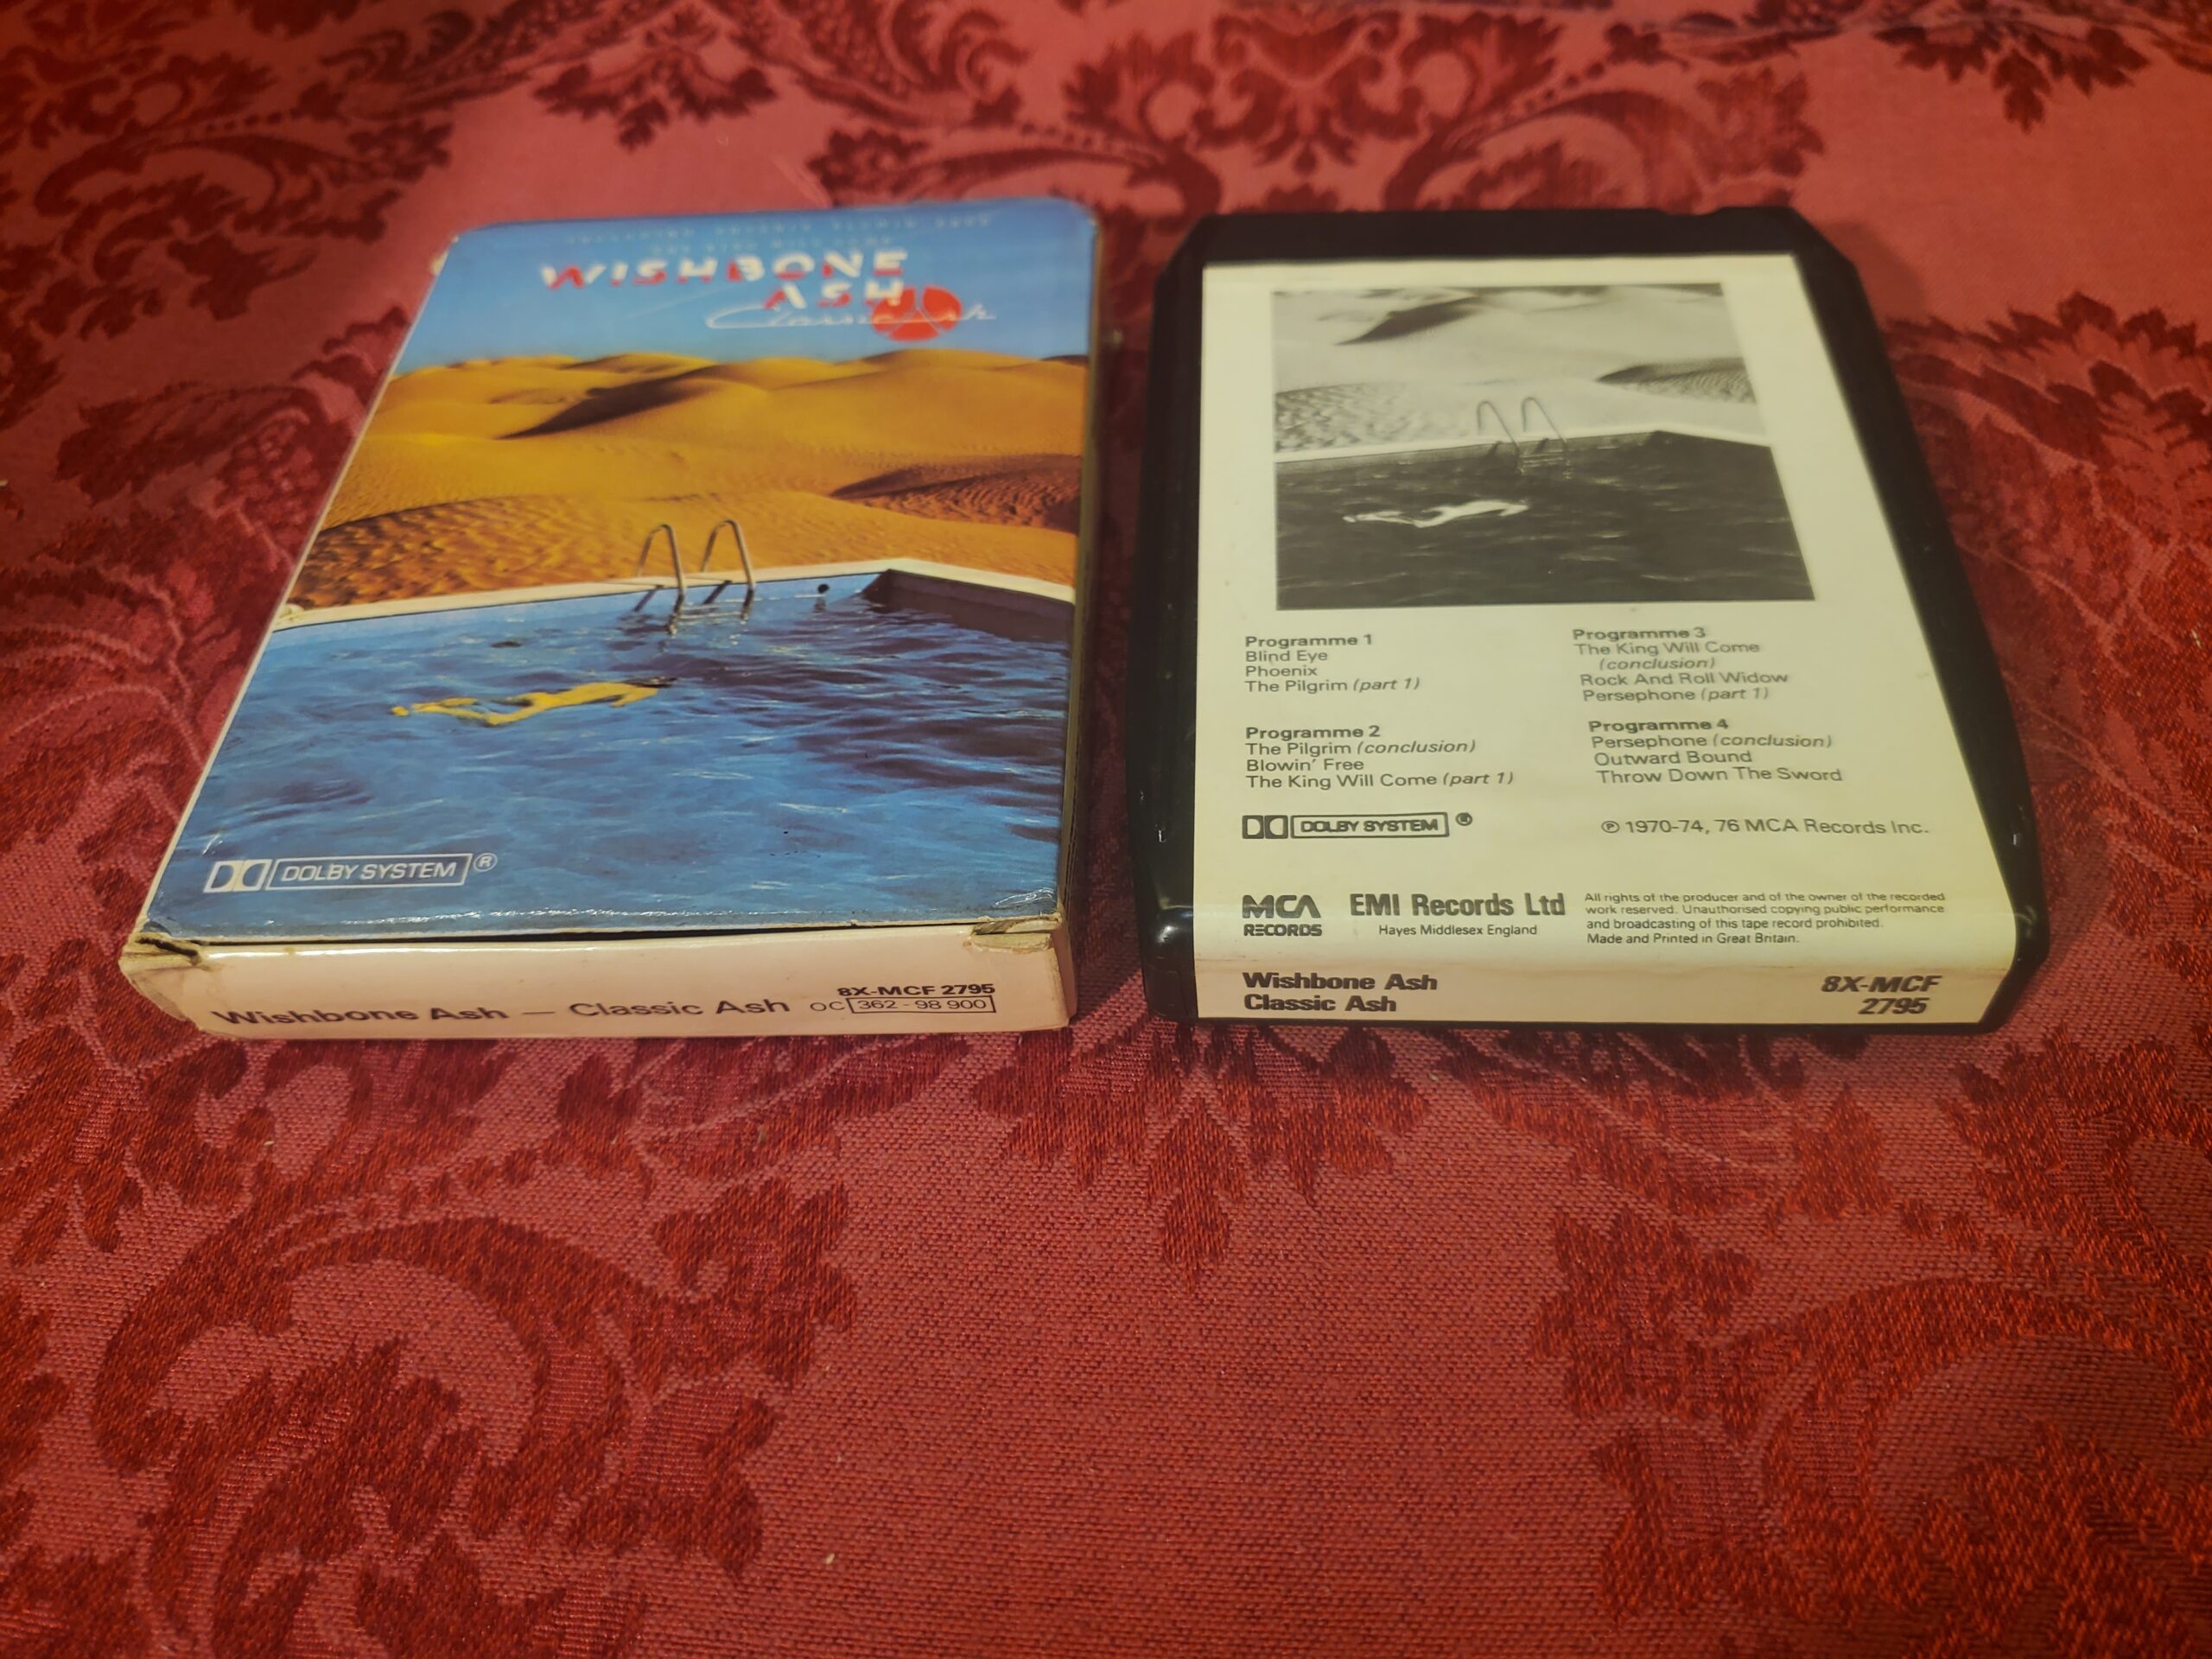 WISHBONE
ASH
Classic Ash
DOLBY SYSTEM ®
Wishbone Ash — Classic Ash
8X-MCF 2795
OC 362 - 98 900
Programme 1
Blind Eye
Phoenix
The Pilgrim (part 1)
Programme 2
The Pilgrim (conclusion)
Blowin' Free
The King Will Come (part 1)
Programme 3
The King Will Come
(conclusion)
Rock And Roll Widow
Persephone (part 1)
Programme 4
Persephone (conclusion)
Outward Bound
Throw Down The Sword
DOLBY SYSTEM ®
℗ 1970-74, 76 MCA Records Inc.
MCA
RECORDS
EMI Records Ltd
Hayes Middlesex England
All rights of the producer and of the owner of the recorded
work reserved. Unauthorised copying public performance
and broadcasting of this tape record prohibited.
Made and Printed in Great Britain.
Wishbone Ash
Classic Ash
8X-MCF
2795